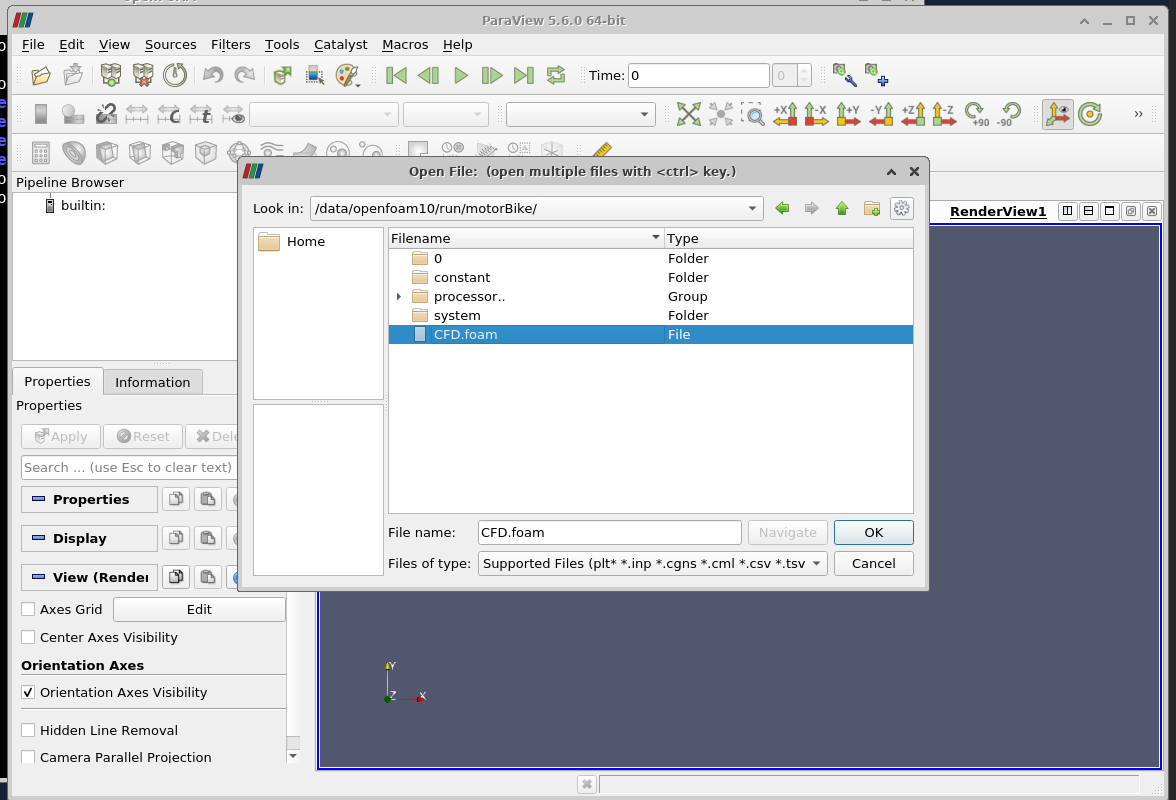 ParaView 5.6.0 64-bit
File Edit View Sources Filters Tools Catalyst Macros Help
Time: 0 0
+X -X +Y -Y +Z -Z +90 -90 »
Pipeline Browser
builtin:
Open File:  (open multiple files with <ctrl> key.)
Look in: /data/openfoam10/run/motorBike/
Home
Filename Type
0 Folder
constant Folder
processor.. Group
system Folder
CFD.foam File
File name: CFD.foam Navigate OK
Files of type: Supported Files (plt* *.inp *.cgns *.cml *.csv *.tsv Cancel
RenderView1
Properties Information
Properties
Apply Reset Dele
Search ... (use Esc to clear text)
Properties
Display
View (Render
Axes Grid Edit
Center Axes Visibility
Orientation Axes
Orientation Axes Visibility
Hidden Line Removal
Camera Parallel Projection
Y
Z X